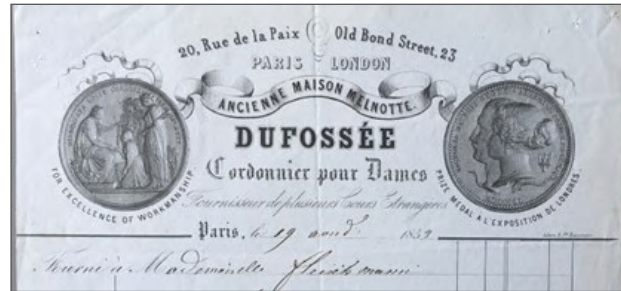 20, Rue de la Paix Old Bond Street, 23
PARIS LONDON
ANCIENNE MAISON MELNOTTE.
DUFOSSÉE
Cordonnier pour Dames
Fournisseur de plusieurs Cours Etrangères
FOR EXCELLENCE OF WORKMANSHIP
PRIZE MEDAL A L'EXPOSITION DE LONDRES.
Paris, le 19 avril 1859
Fourni à Mademoiselle